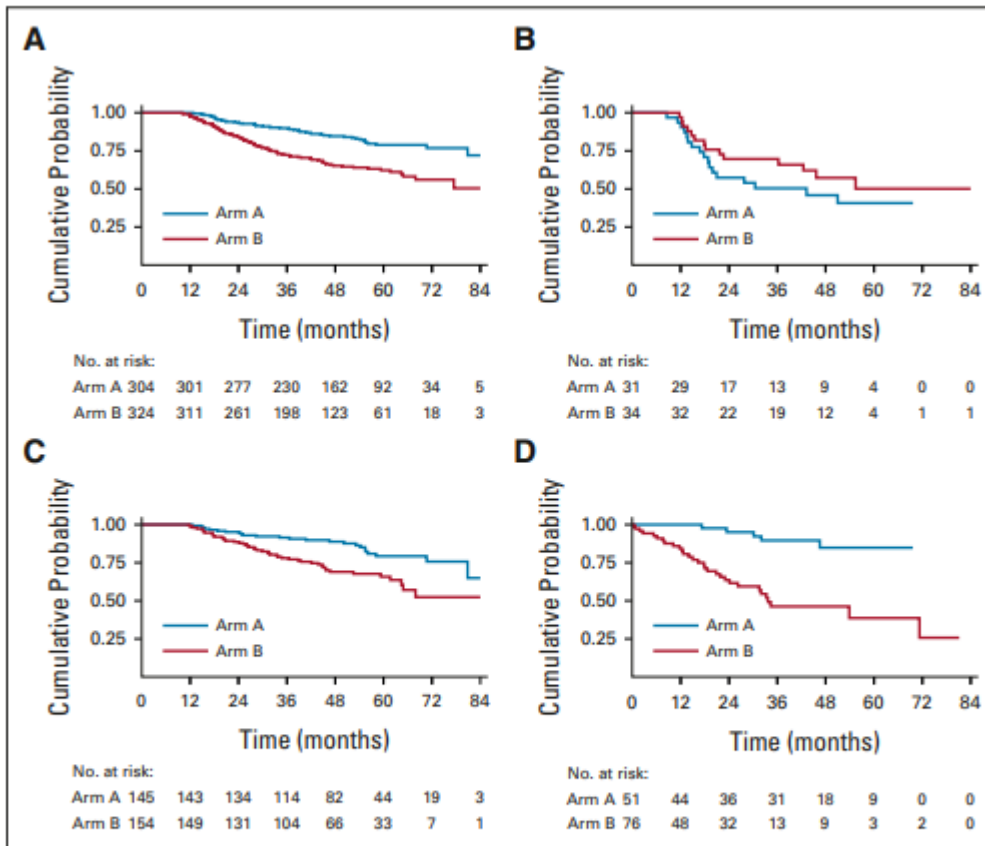 A
Cumulative Probability
1.00
0.75
0.50
0.25
Arm A
Arm B
0 12 24 36 48 60 72 84
Time (months)
No. at risk:
Arm A 304 301 277 230 162 92 34 5
Arm B 324 311 261 198 123 61 18 3
B
Cumulative Probability
1.00
0.75
0.50
0.25
Arm A
Arm B
0 12 24 36 48 60 72 84
Time (months)
No. at risk:
Arm A 31 29 17 13 9 4 0 0
Arm B 34 32 22 19 12 4 1 1
C
Cumulative Probability
1.00
0.75
0.50
0.25
Arm A
Arm B
0 12 24 36 48 60 72 84
Time (months)
No. at risk:
Arm A 145 143 134 114 82 44 19 3
Arm B 154 149 131 104 66 33 7 1
D
Cumulative Probability
1.00
0.75
0.50
0.25
Arm A
Arm B
0 12 24 36 48 60 72 84
Time (months)
No. at risk:
Arm A 51 44 36 31 18 9 0 0
Arm B 76 48 32 13 9 3 2 0